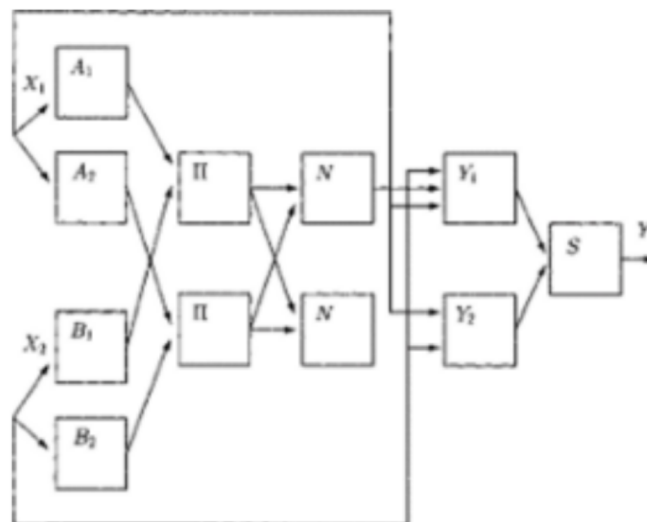 X₁
A₁
A₂
Π
N
Y₁
S
Y
X₂
B₁
B₂
Π
N
Y₂